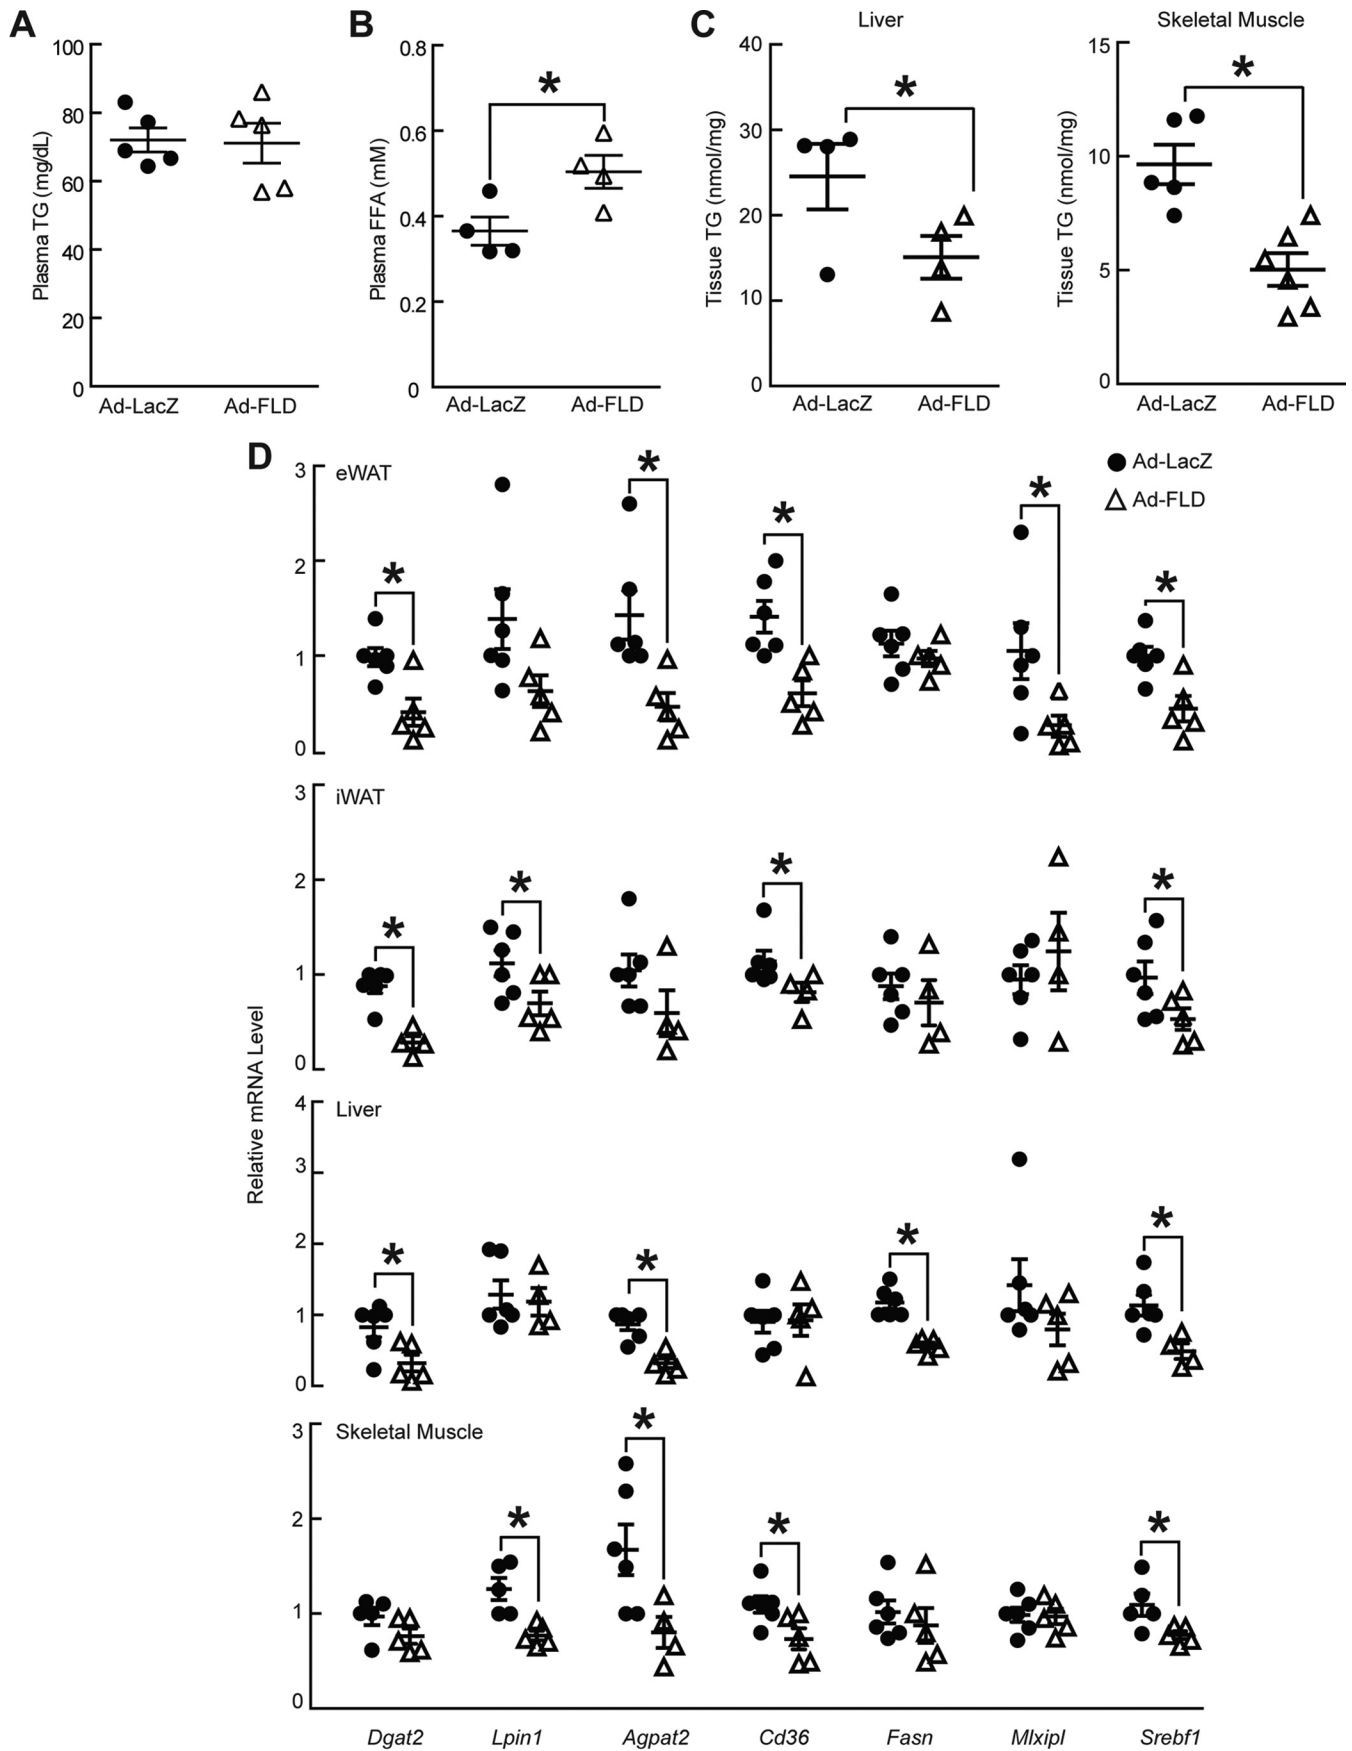 A
Plasma TG (mg/dL)
100
80
60
40
20
0
Ad-LacZ Ad-FLD
B
Plasma FFA (mM)
0.8
0.6
0.4
0.2
0
*
Ad-LacZ Ad-FLD
C
Liver
Tissue TG (nmol/mg)
40
30
20
10
0
*
Ad-LacZ Ad-FLD
Skeletal Muscle
Tissue TG (nmol/mg)
15
10
5
0
*
Ad-LacZ Ad-FLD
D
Ad-LacZ
Ad-FLD
Relative mRNA Level
eWAT
3
2
1
0
* * * * *
iWAT
3
2
1
0
* * * *
Liver
4
3
2
1
0
* * * *
Skeletal Muscle
3
2
1
0
* * * *
Dgat2 Lpin1 Agpat2 Cd36 Fasn Mlxipl Srebf1